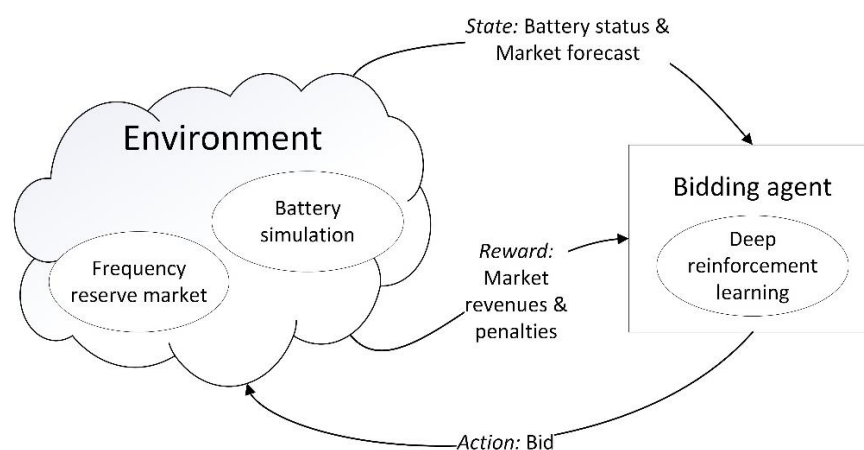 State: Battery status &
Market forecast
Environment
Battery
simulation
Frequency
reserve market
Bidding agent
Deep
reinforcement
learning
Reward:
Market
revenues &
penalties
Action: Bid